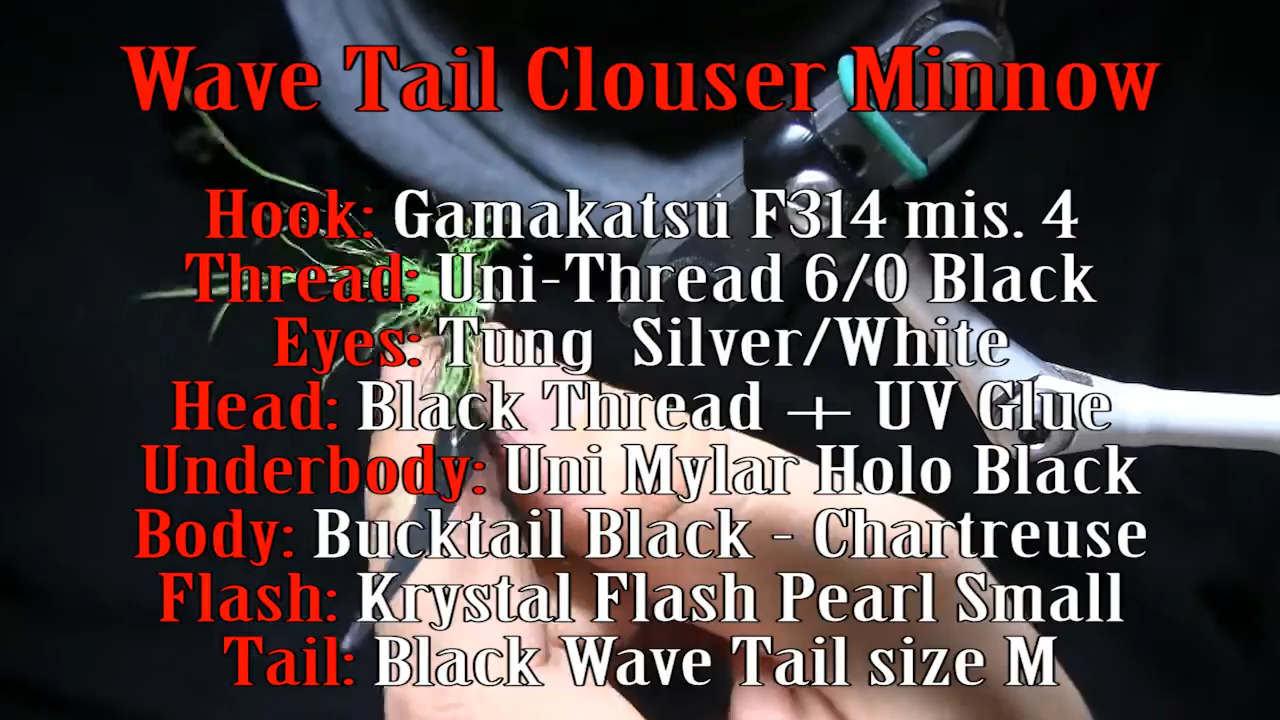 Wave Tail Clouser Minnow
Hook: Gamakatsu F314 mis. 4
Thread: Uni-Thread 6/0 Black
Eyes: Tung Silver/White
Head: Black Thread + UV Glue
Underbody: Uni Mylar Holo Black
Body: Bucktail Black - Chartreuse
Flash: Krystal Flash Pearl Small
Tail: Black Wave Tail size M